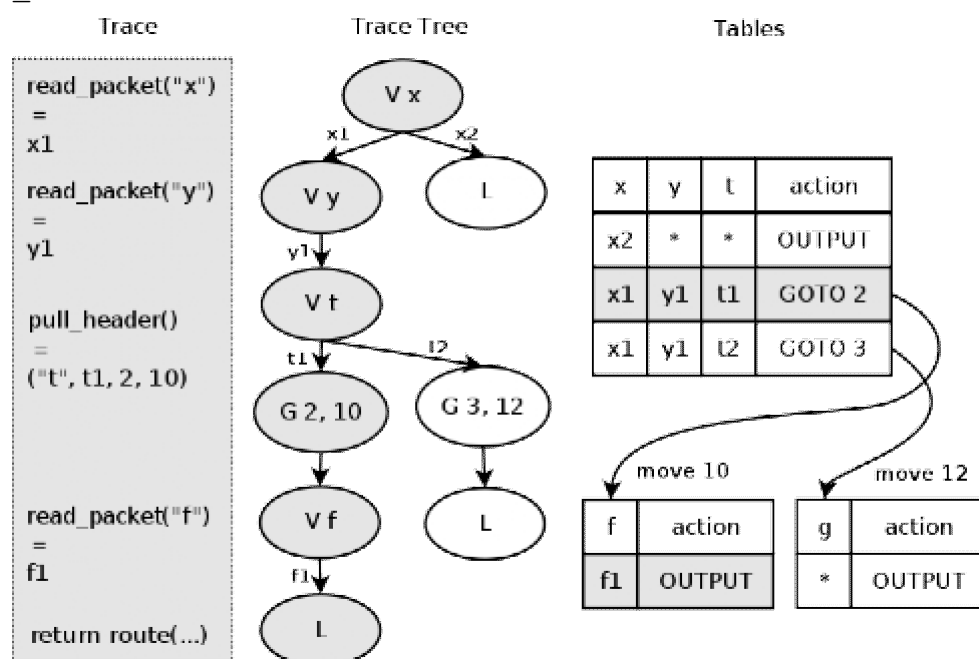 Trace
Trace Tree
Tables
read_packet("x")
=
x1
read_packet("y")
=
y1
pull_header()
=
("t", t1, 2, 10)
read_packet("f")
=
f1
return route(...)
V x
x1
x2
V y
L
y1
V t
t1
t2
G 2, 10
G 3, 12
V f
L
f1
L
x y t action
x2 * * OUTPUT
x1 y1 t1 GOTO 2
x1 y1 t2 GOTO 3
move 10
move 12
f action
f1 OUTPUT
g action
* OUTPUT